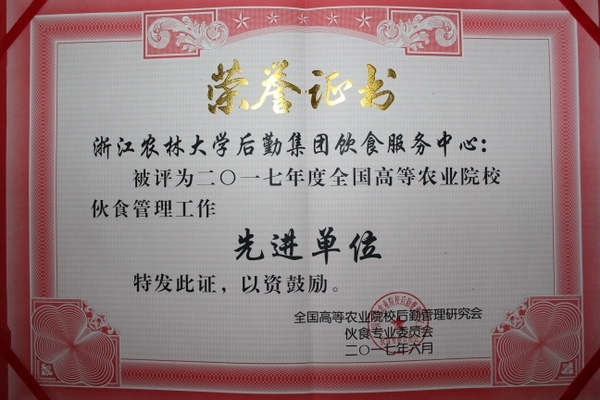 荣誉证书
浙江农林大学后勤集团饮食服务中心：
被评为二〇一七年度全国高等农业院校
伙食管理工作
先进单位
特发此证，以资鼓励。
全国高等农业院校后勤管理研究会
伙食专业委员会
二〇一七年六月